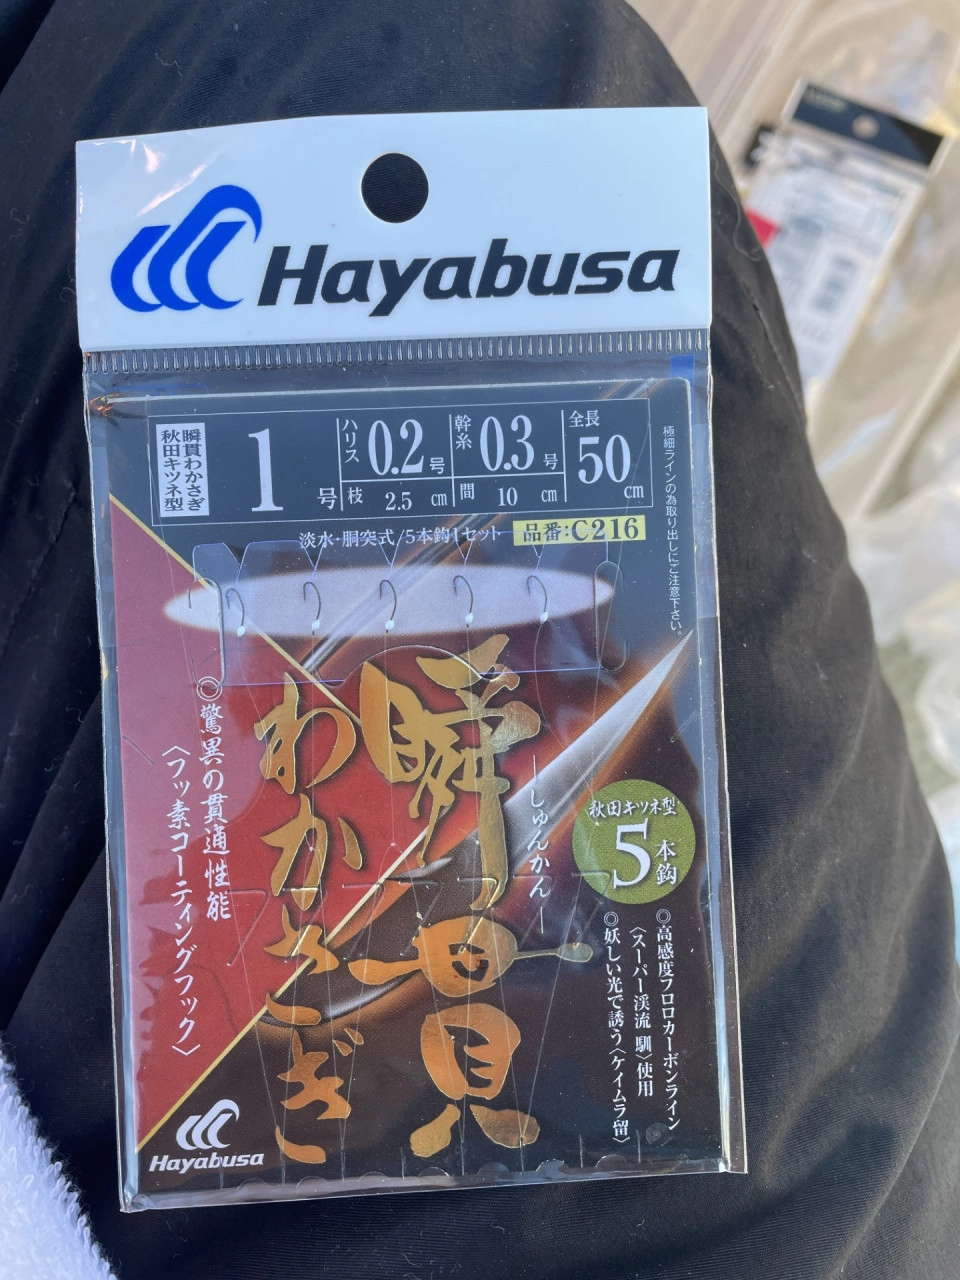 Hayabusa
瞬貫わかさぎ
秋田キツネ型
1号
ハリス 0.2号
枝 2.5cm
幹糸 0.3号
間 10cm
全長 50cm
極細ラインの為取り出しにご注意下さい。
淡水・胴突式/5本鈎1セット
品番:C216
瞬貫
わかさぎ
―しゅんかん―
◎驚異の貫通性能
〈フッ素コーティングフック〉
秋田キツネ型
5本鈎
◎高感度フロロカーボンライン
〈スーパー渓流 馴〉使用
◎妖しい光で誘う〈ケイムラ留〉
Hayabusa